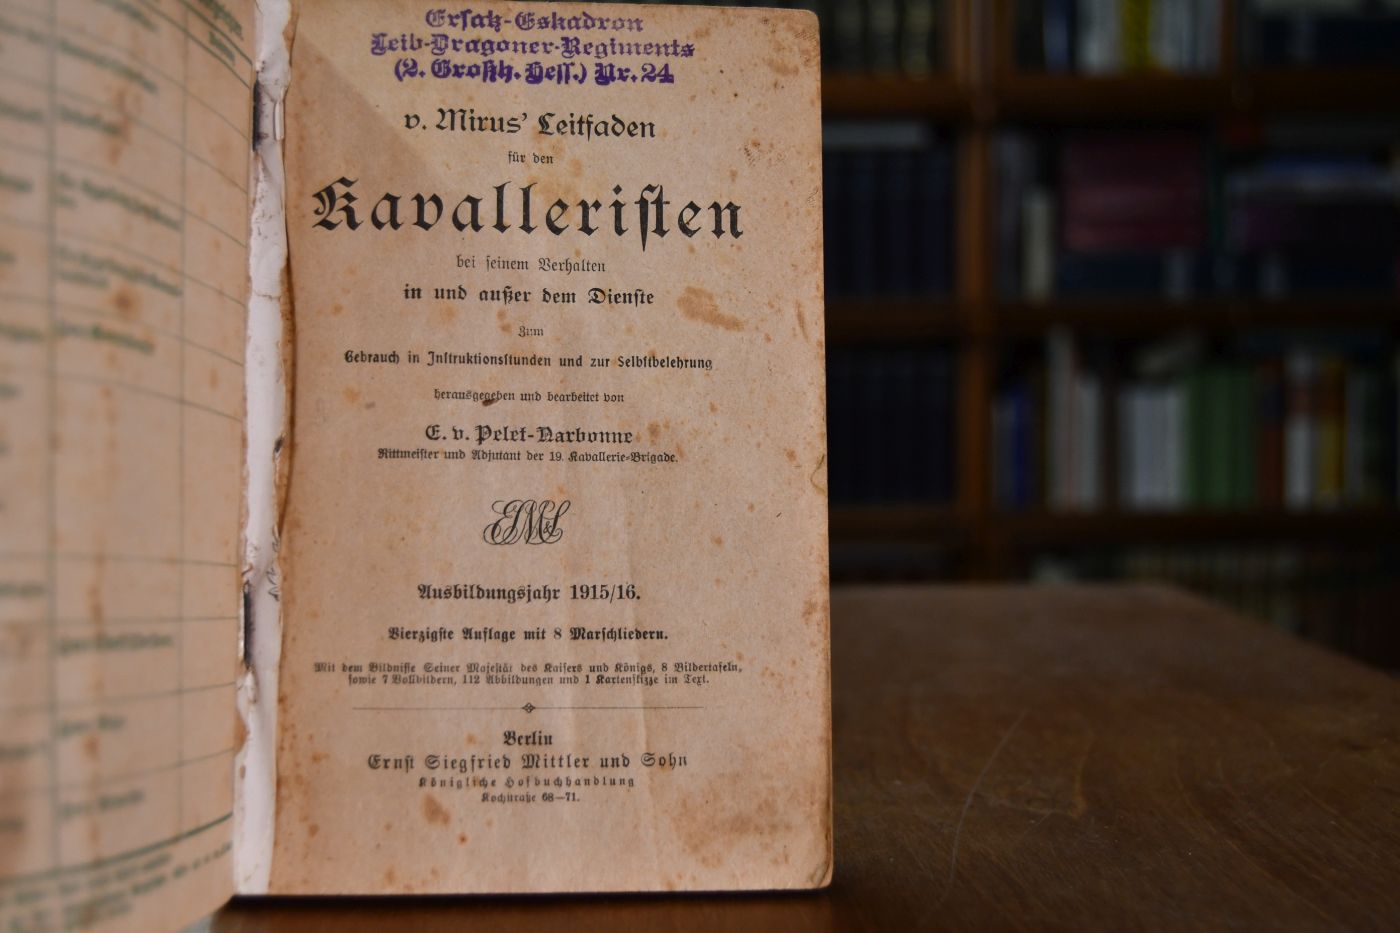 Ersatz-Eskadron
Leib-Dragoner-Regiments
(2. Großh. Hess.) Nr. 24
v. Mirus’ Leitfaden
für den
Kavalleristen
bei seinem Verhalten
in und außer dem Dienste
Zum
Gebrauch in Instruktionsstunden und zur Selbstbelehrung
herausgegeben und bearbeitet von
E. v. Pelet-Narbonne
Rittmeister und Adjutant der 19. Kavallerie-Brigade.
ESM&S
Ausbildungsjahr 1915/16.
Vierzigste Auflage mit 8 Marschliedern.
Mit dem Bildnisse Seiner Majestät des Kaisers und Königs, 8 Bildertafeln,
sowie 7 Vollbildern, 112 Abbildungen und 1 Kartenskizze im Text.
Berlin
Ernst Siegfried Mittler und Sohn
Königliche Hofbuchhandlung
Kochstraße 68—71.